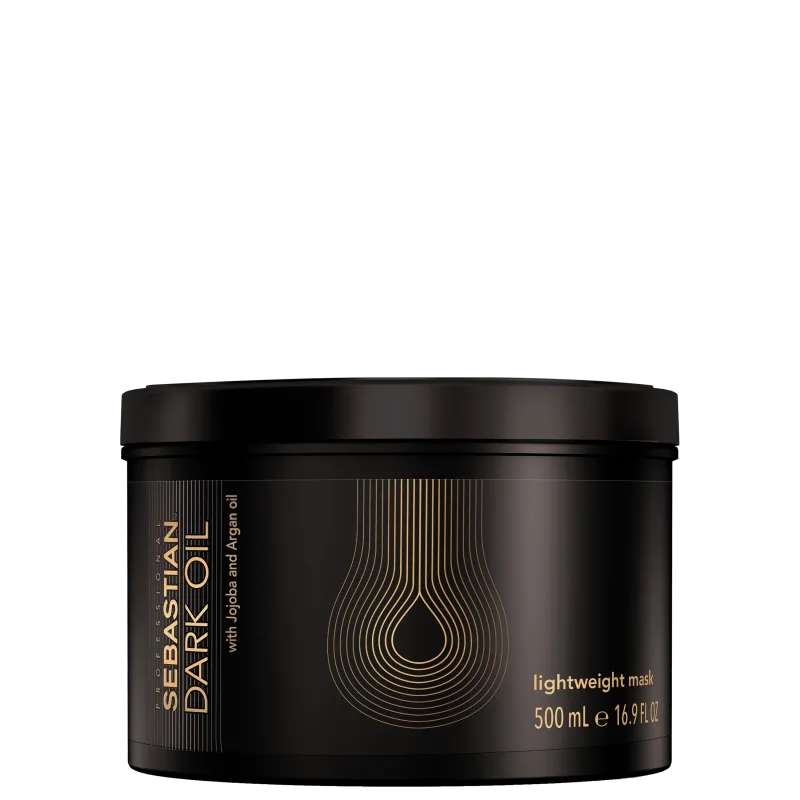 PROFESSIONAL
SEBASTIAN
DARK OIL
with Jojoba and Argan oil
lightweight mask
500 mL e 16.9 FL OZ